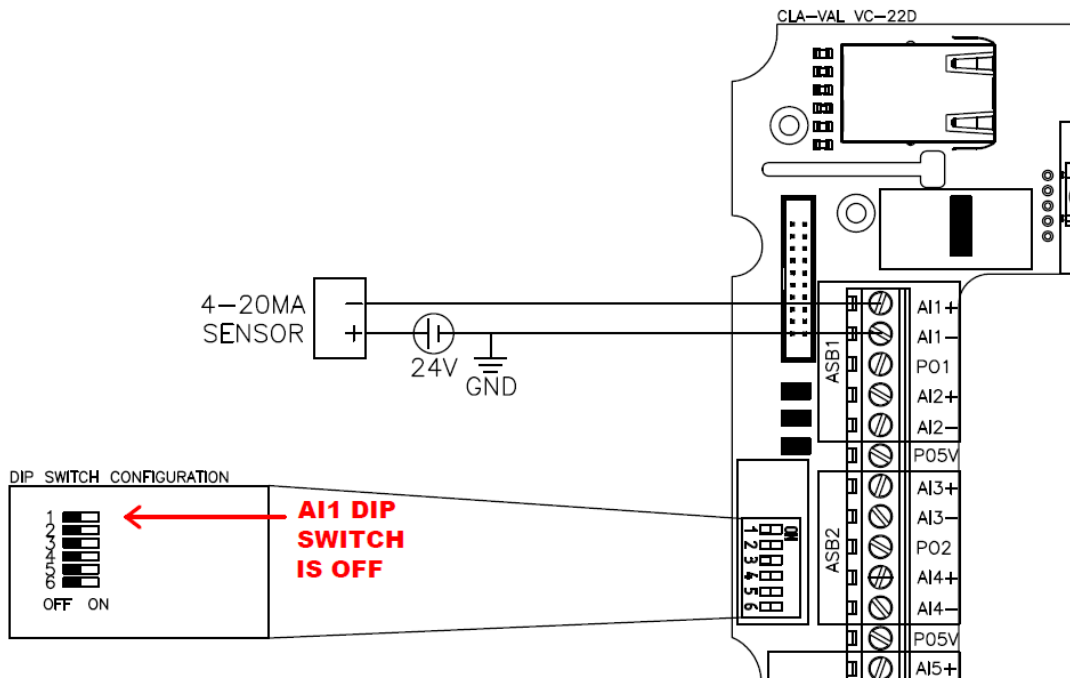 CLA-VAL VC-22D
4-20MA
SENSOR
24V
GND
ASB1
AI1+
AI1-
PO1
AI2+
AI2-
P05V
ASB2
AI3+
AI3-
PO2
AI4+
AI4-
P05V
AI5+
ON
1
2
3
4
5
6
DIP SWITCH CONFIGURATION
1
2
3
4
5
6
OFF ON
AI1 DIP
SWITCH
IS OFF